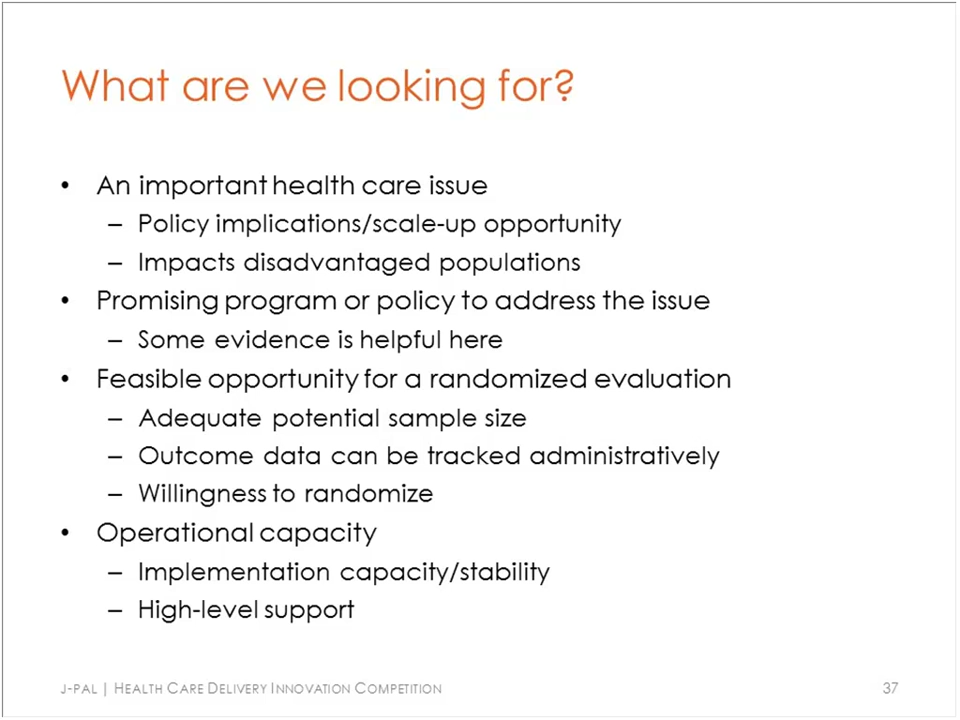 What are we looking for?
• An important health care issue
– Policy implications/scale-up opportunity
– Impacts disadvantaged populations
• Promising program or policy to address the issue
– Some evidence is helpful here
• Feasible opportunity for a randomized evaluation
– Adequate potential sample size
– Outcome data can be tracked administratively
– Willingness to randomize
• Operational capacity
– Implementation capacity/stability
– High-level support
J-PAL | HEALTH CARE DELIVERY INNOVATION COMPETITION 37